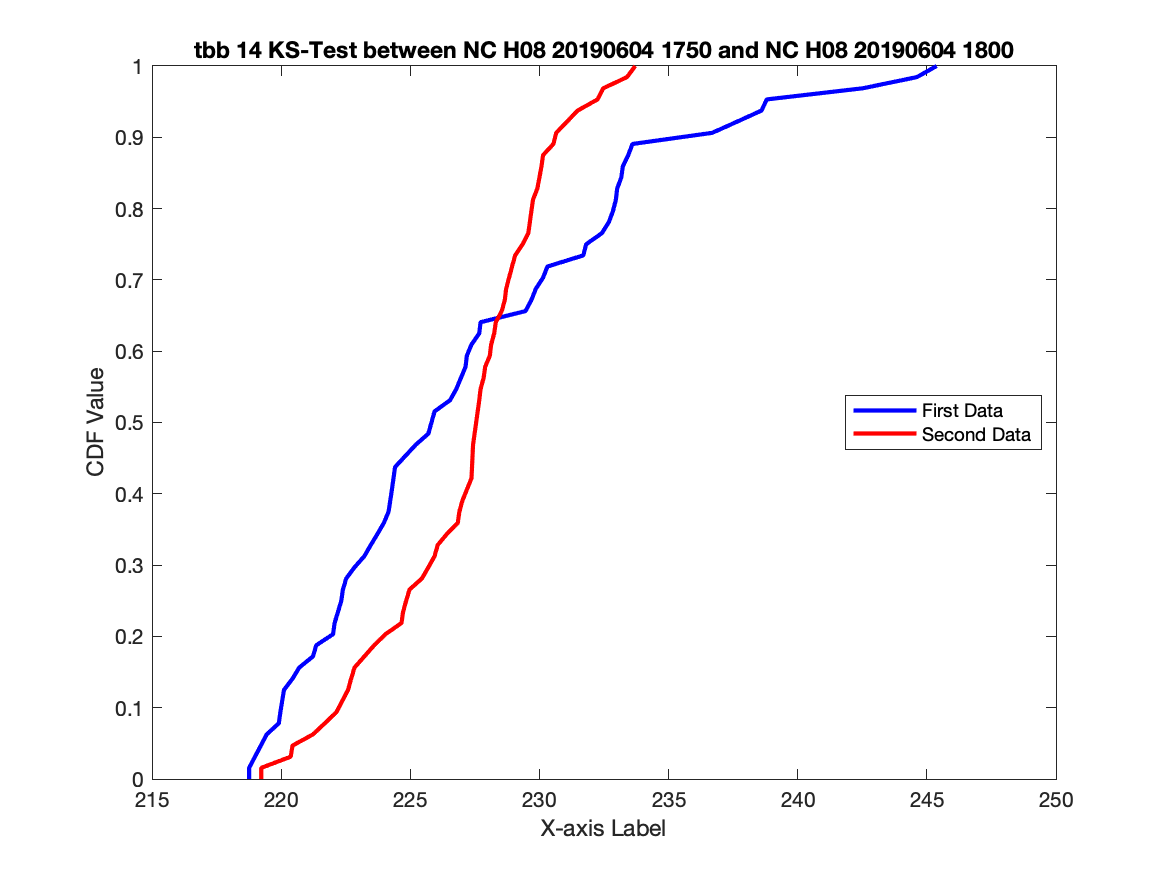 tbb 14 KS-Test between NC H08 20190604 1750 and NC H08 20190604 1800
1
0.9
0.8
0.7
0.6
0.5
0.4
0.3
0.2
0.1
0
CDF Value
First Data
Second Data
215 220 225 230 235 240 245 250
X-axis Label